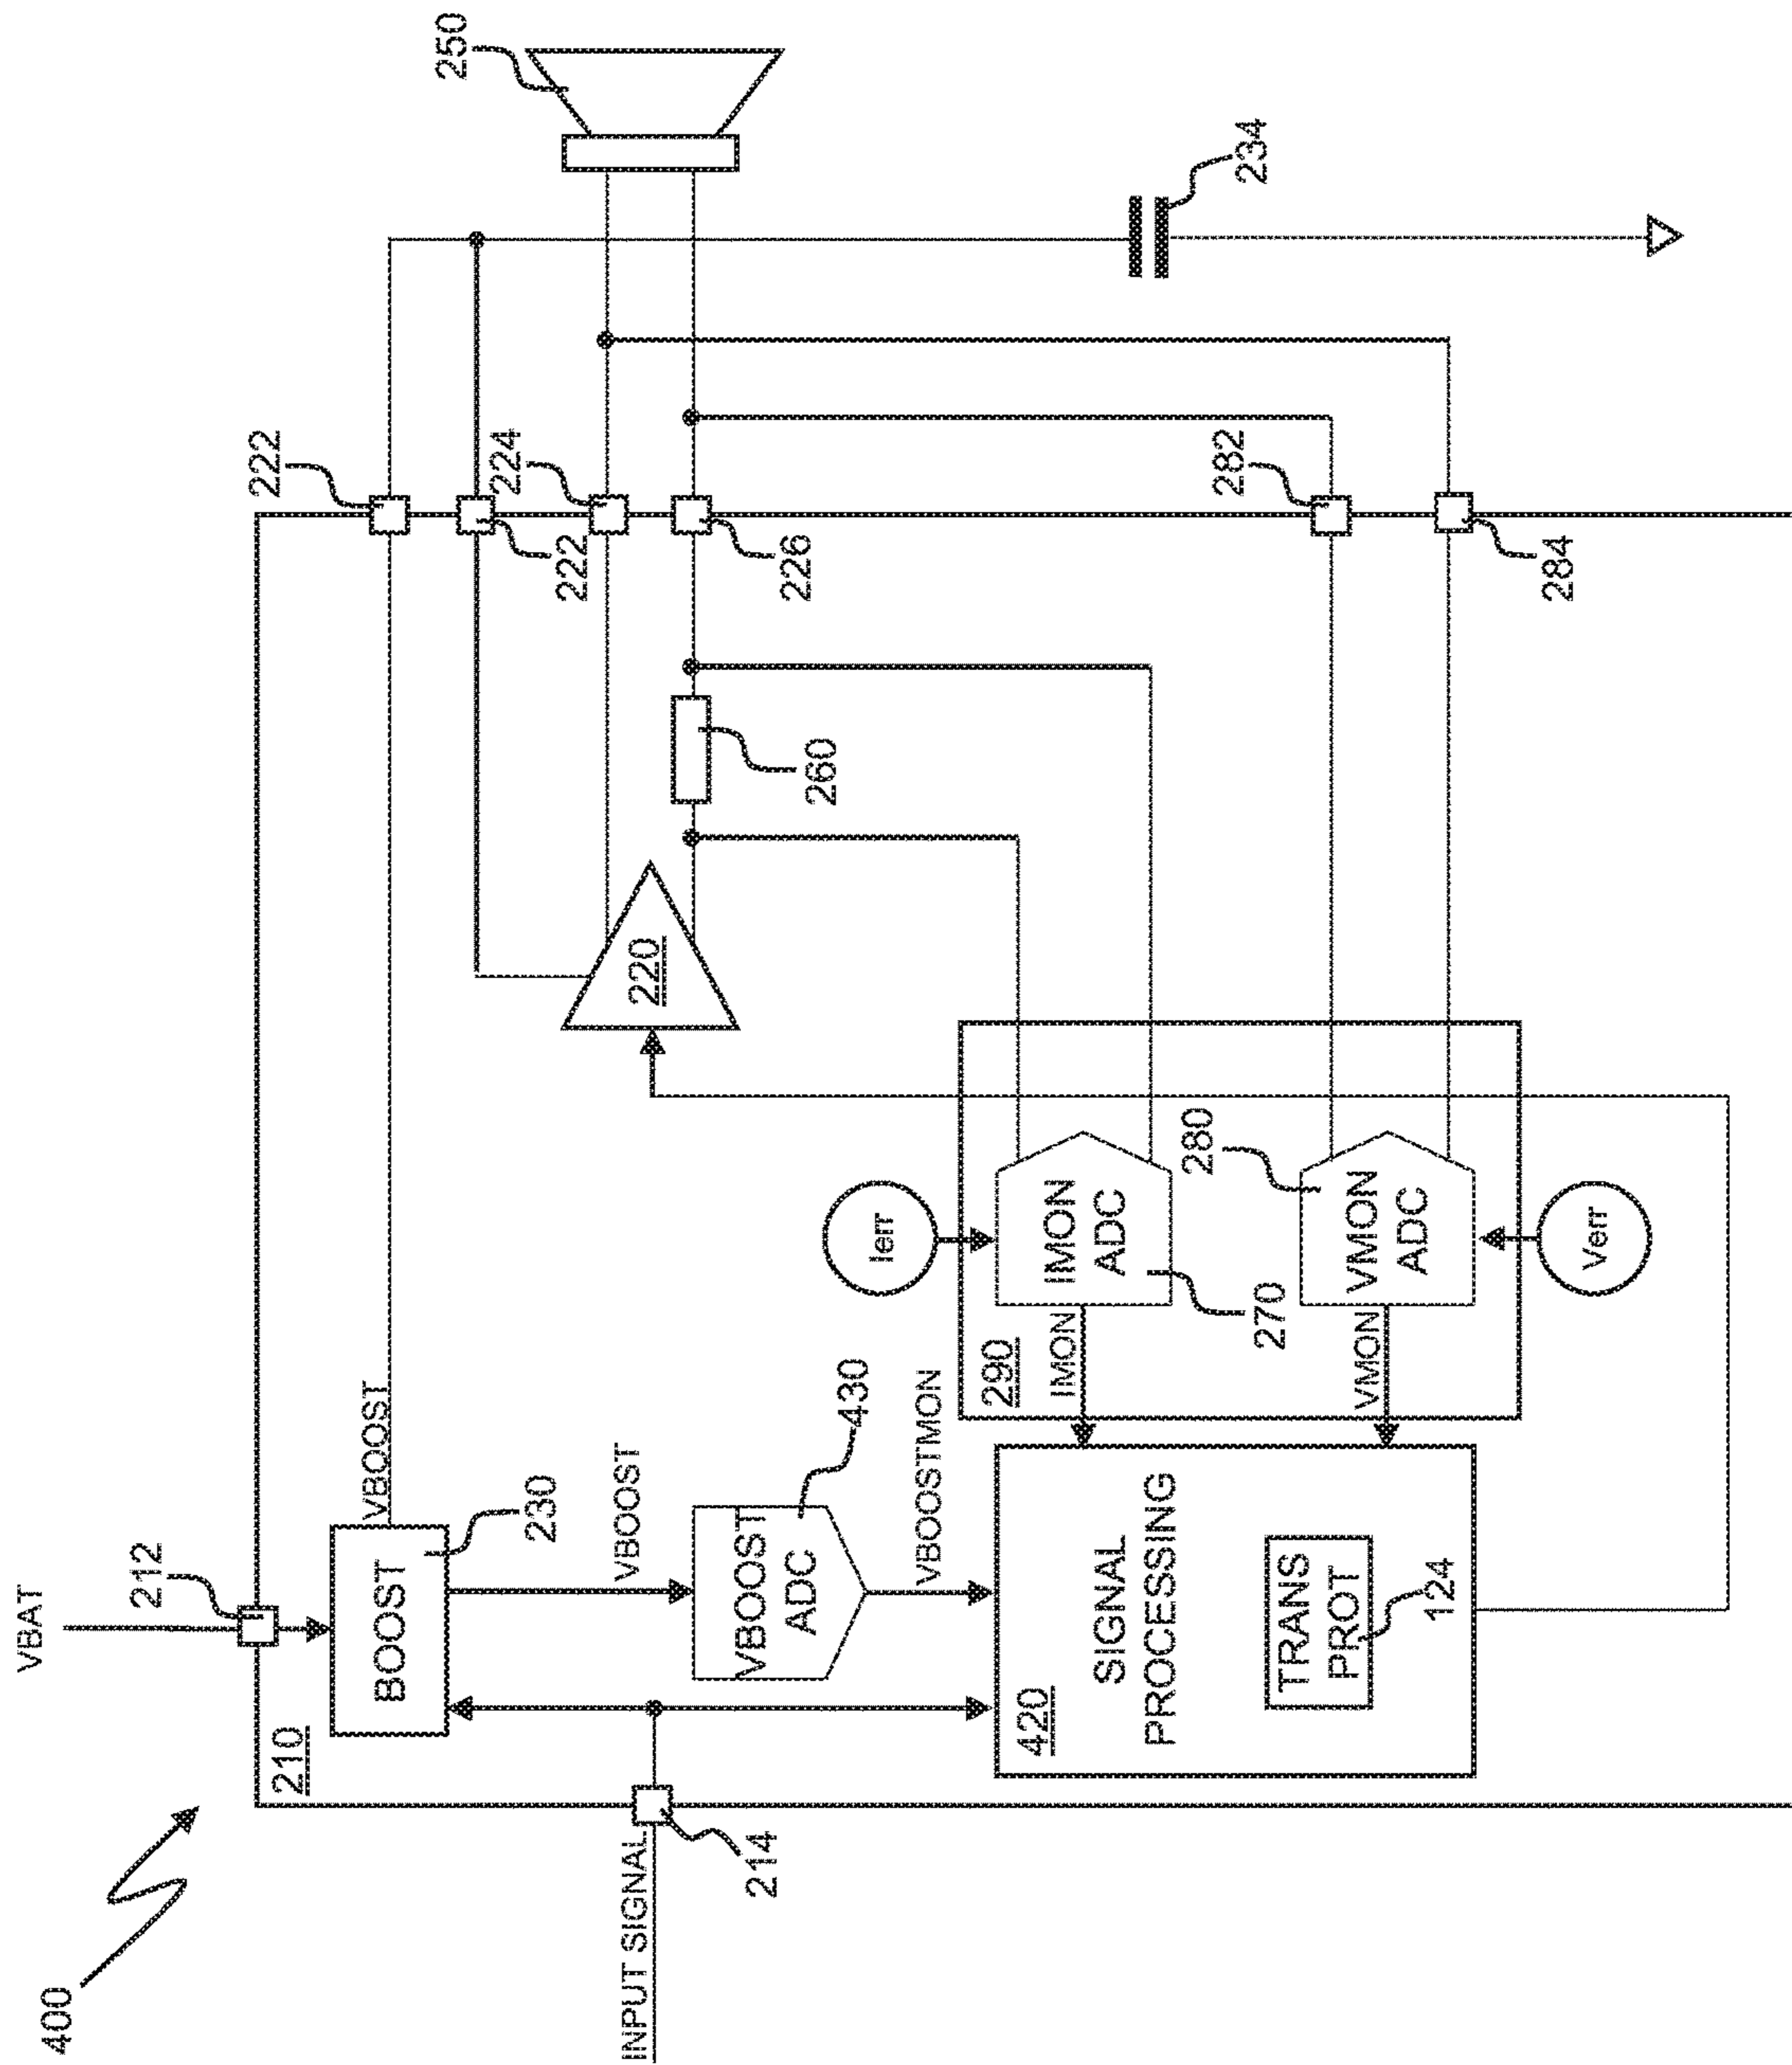 400
VBAT
212
210
BOOST
230
VBOOST
222
222
224
226
250
INPUT SIGNAL
214
VBOOST
VBOOST
ADC
430
VBOOSTMON
220
260
234
420
SIGNAL
PROCESSING
TRANS
PROT
124
290
Ierr
IMON
IMON
ADC
270
VMON
VMON
ADC
280
Verr
282
284